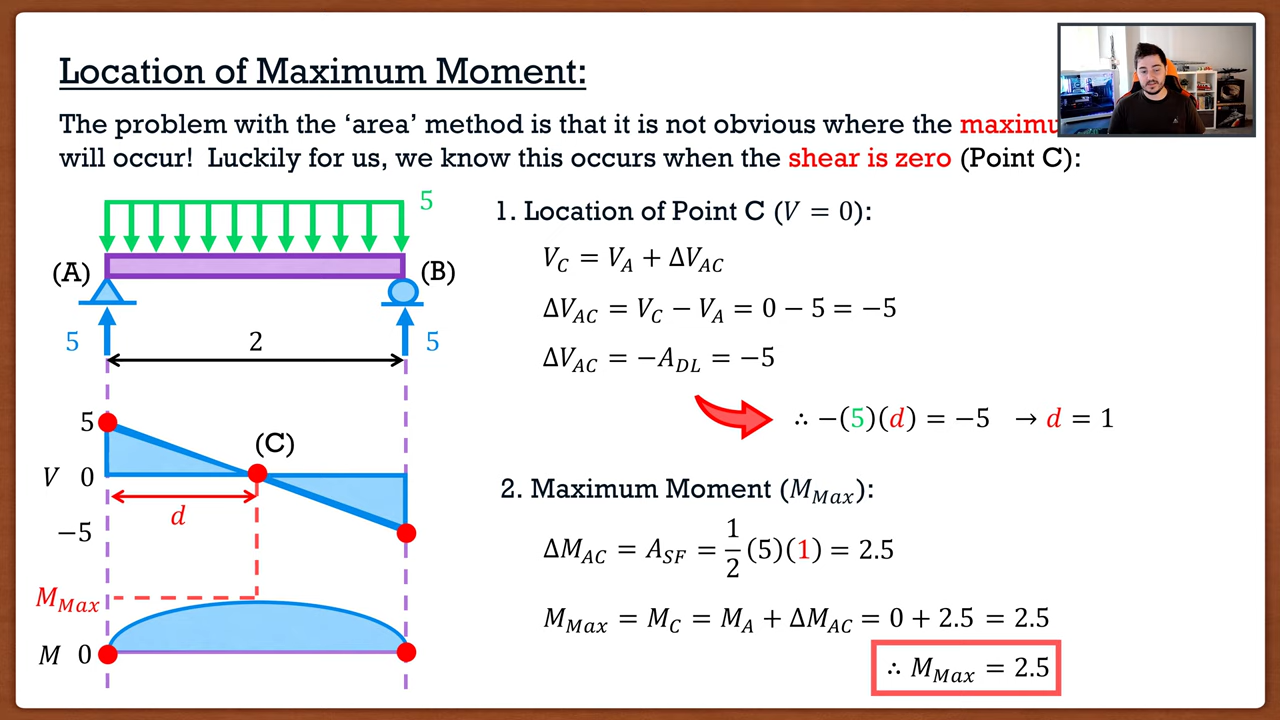 Location of Maximum Moment:
The problem with the ‘area’ method is that it is not obvious where the
will occur! Luckily for us, we know this occurs when the shear is zero (Point C):
5
(A)
(B)
5
2
5
5
(C)
V 0
d
−5
M_Max
M 0
1. Location of Point C (V = 0):
V_C = V_A + ΔV_AC
ΔV_AC = V_C − V_A = 0 − 5 = −5
ΔV_AC = −A_DL = −5
∴ −(5)(d) = −5 → d = 1
2. Maximum Moment (M_Max):
ΔM_AC = A_SF = 1/2 (5)(1) = 2.5
M_Max = M_C = M_A + ΔM_AC = 0 + 2.5 = 2.5
∴ M_Max = 2.5